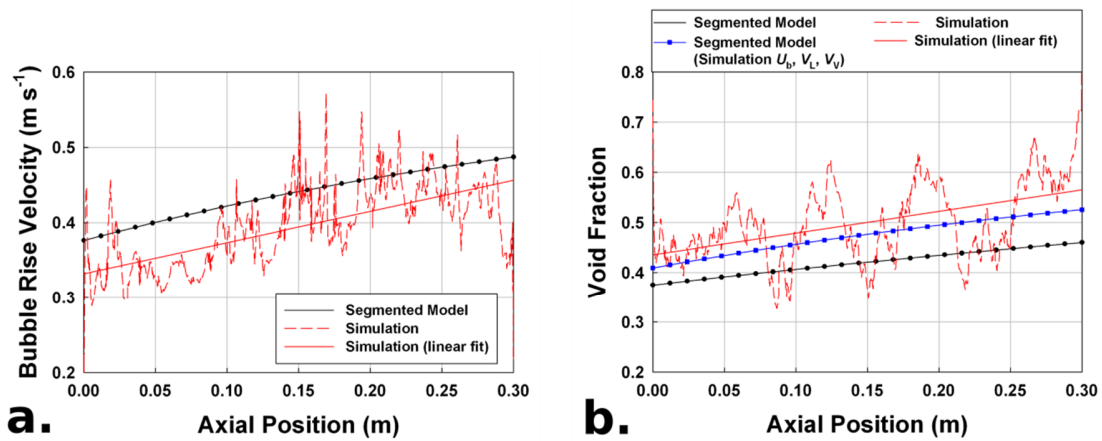 a.
0.6
0.5
0.4
0.3
0.2
Bubble Rise Velocity (m s⁻¹)
Segmented Model
Simulation
Simulation (linear fit)
0.00 0.05 0.10 0.15 0.20 0.25 0.30
Axial Position (m)
b.
Segmented Model
Segmented Model
(Simulation Ub, VL, VV)
Simulation
Simulation (linear fit)
0.8
0.7
0.6
0.5
0.4
0.3
0.2
Void Fraction
0.00 0.05 0.10 0.15 0.20 0.25 0.30
Axial Position (m)